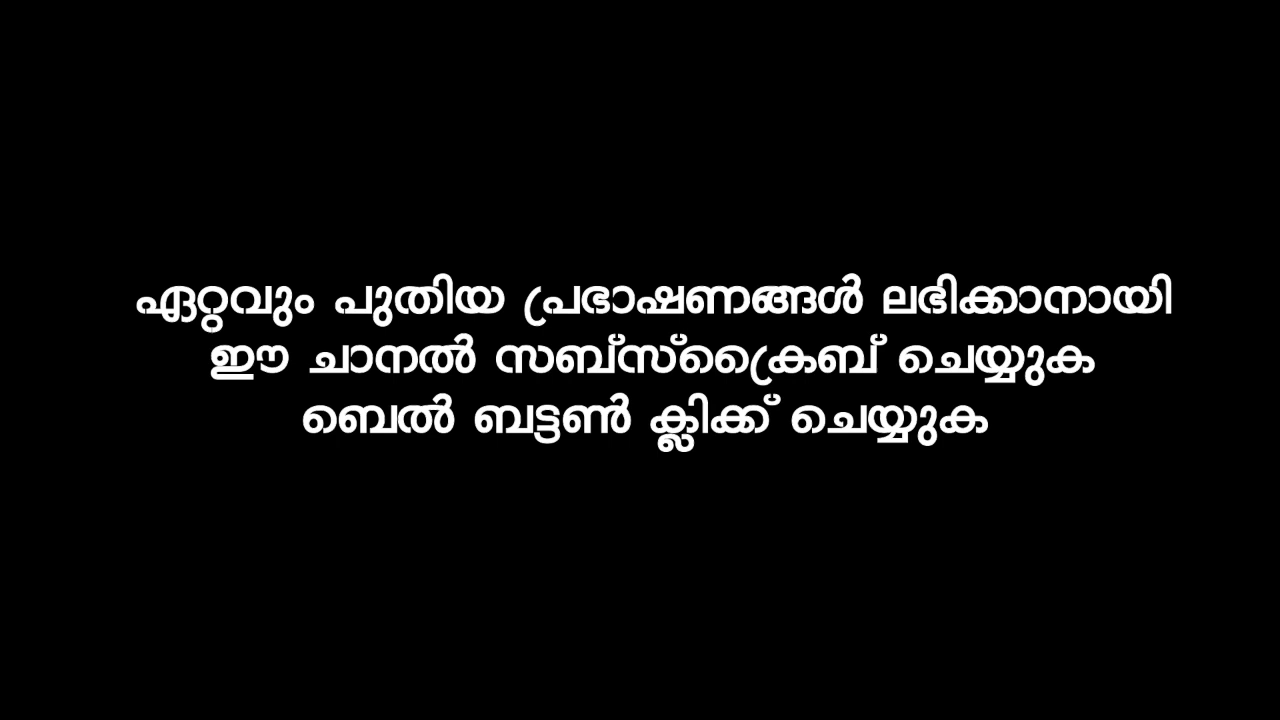 ഏറ്റവും പുതിയ പ്രഭാഷണങ്ങൾ ലഭിക്കാനായി
ഈ ചാനൽ സബ്സ്ക്രൈബ് ചെയ്യുക
ബെൽ ബട്ടൺ ക്ലിക്ക് ചെയ്യുക